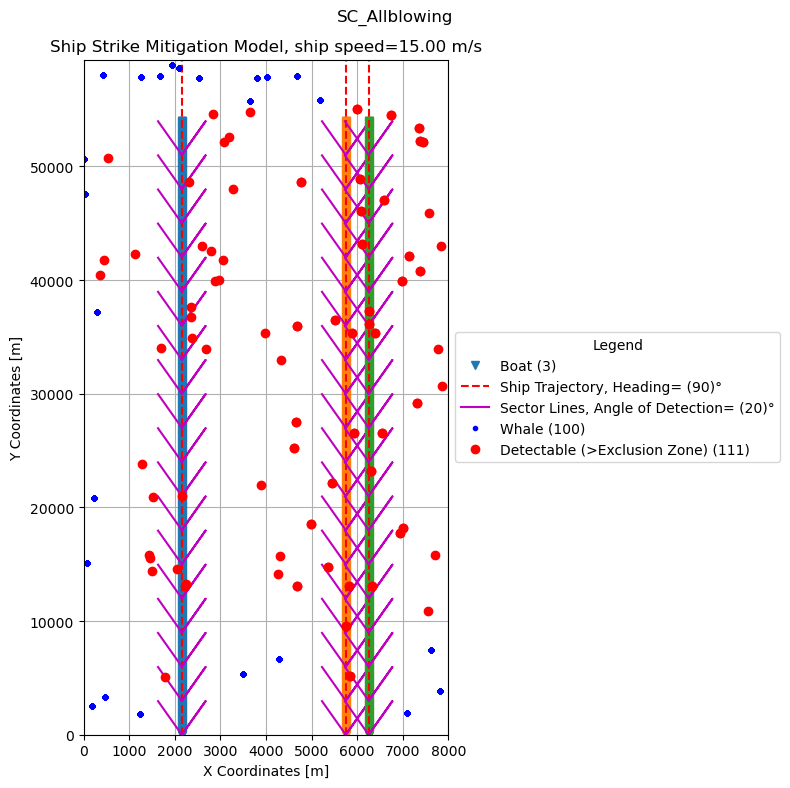 SC_Allblowing
Ship Strike Mitigation Model, ship speed=15.00 m/s
Y Coordinates [m]
50000
40000
30000
20000
10000
0
0 1000 2000 3000 4000 5000 6000 7000 8000
X Coordinates [m]
Legend
Boat (3)
Ship Trajectory, Heading= (90)°
Sector Lines, Angle of Detection= (20)°
Whale (100)
Detectable (>Exclusion Zone) (111)